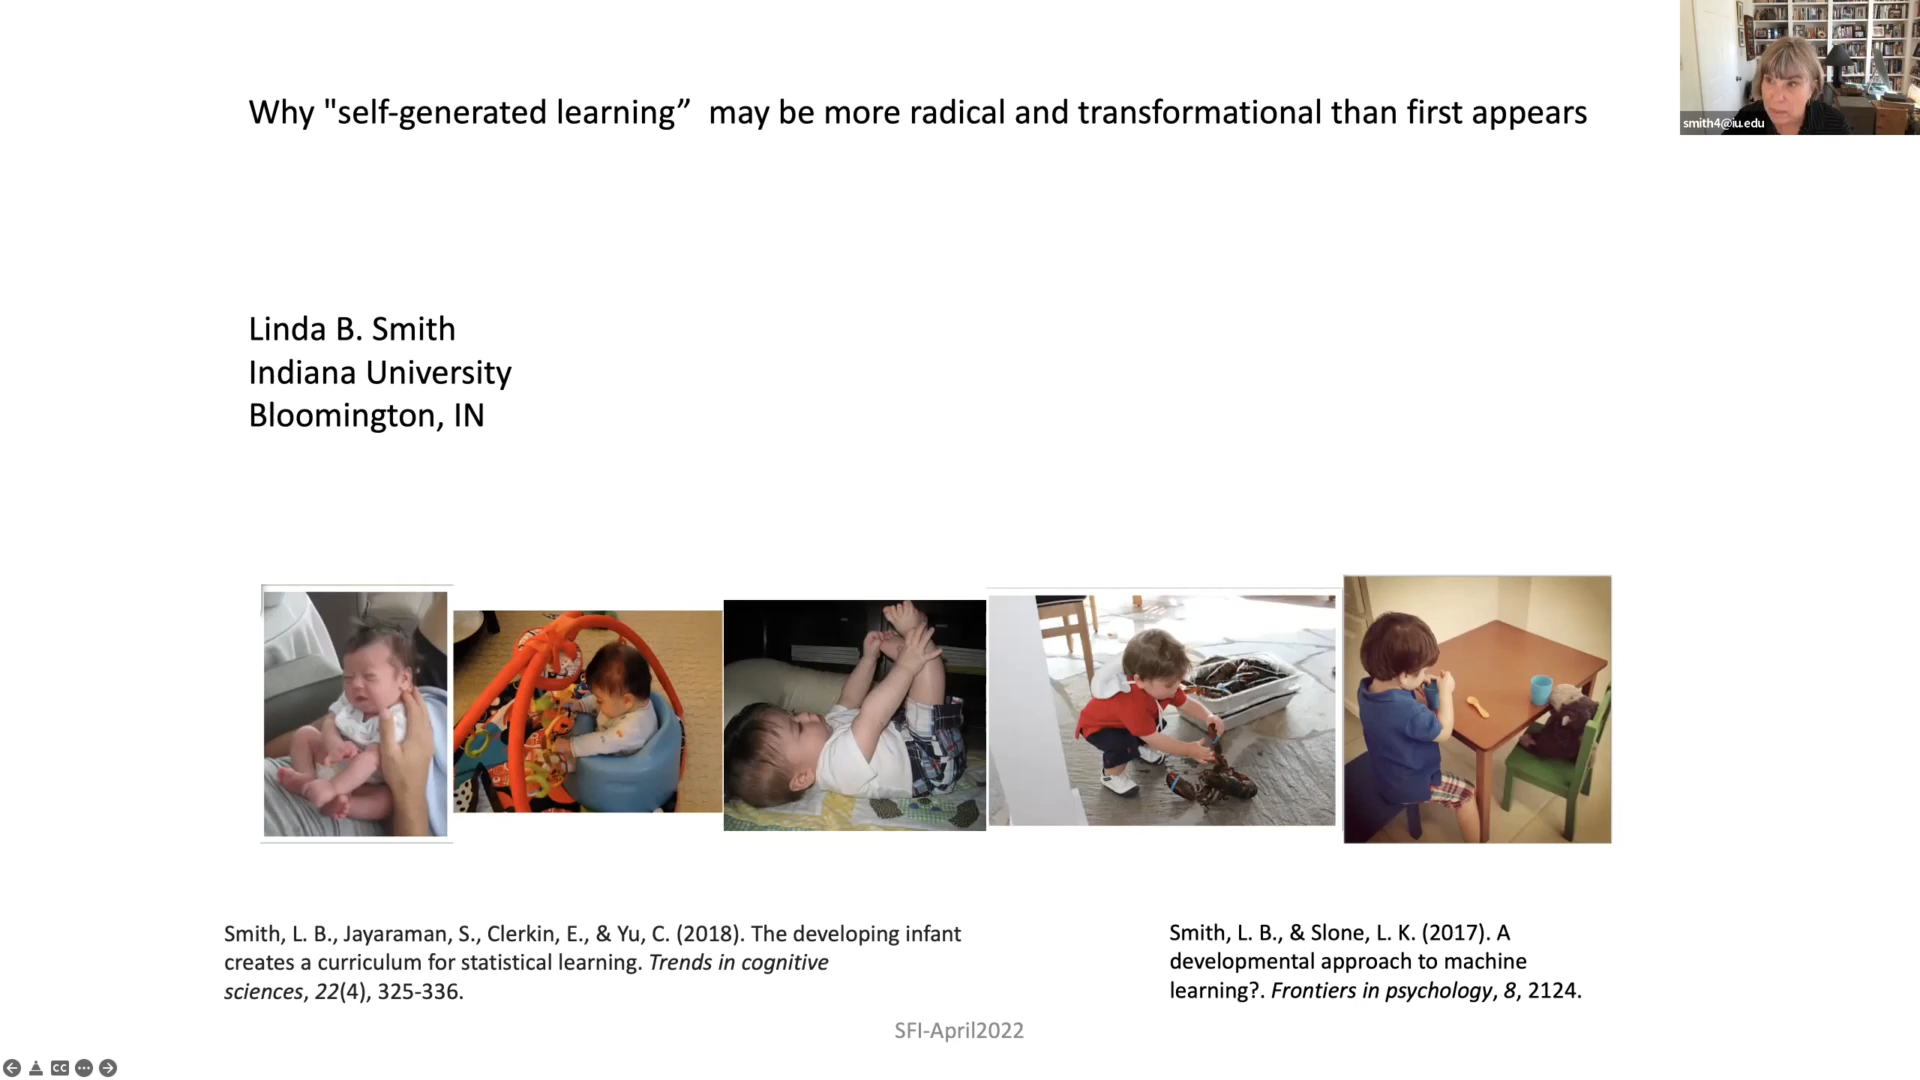 Why "self-generated learning” may be more radical and transformational than first appears
smith4@iu.edu
Linda B. Smith
Indiana University
Bloomington, IN
Smith, L. B., Jayaraman, S., Clerkin, E., & Yu, C. (2018). The developing infant
creates a curriculum for statistical learning. Trends in cognitive
sciences, 22(4), 325-336.
Smith, L. B., & Slone, L. K. (2017). A
developmental approach to machine
learning?. Frontiers in psychology, 8, 2124.
SFI-April2022
CC